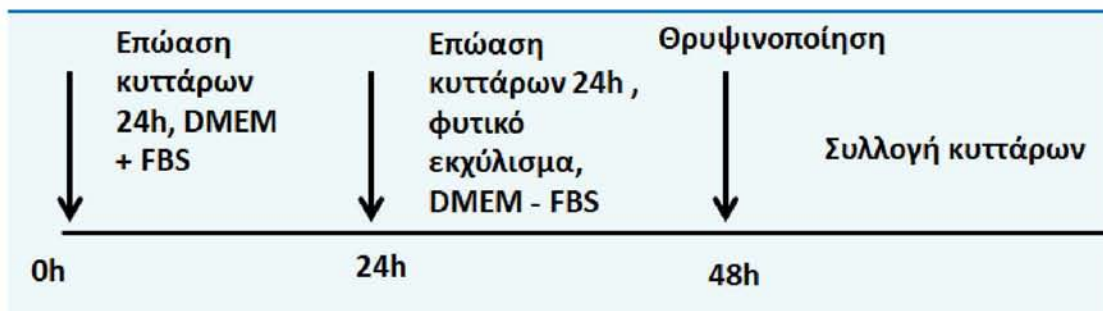 Επώαση
κυττάρων
24h, DMEM
+ FBS
Επώαση
κυττάρων 24h ,
φυτικό
εκχύλισμα,
DMEM - FBS
Θρυψινοποίηση
Συλλογή κυττάρων
0h
24h
48h